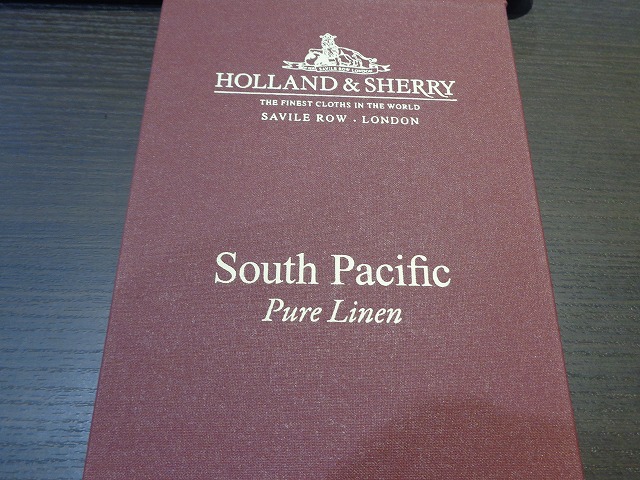 HOLLAND & SHERRY
THE FINEST CLOTHS IN THE WORLD
SAVILE ROW . LONDON
South Pacific
Pure Linen